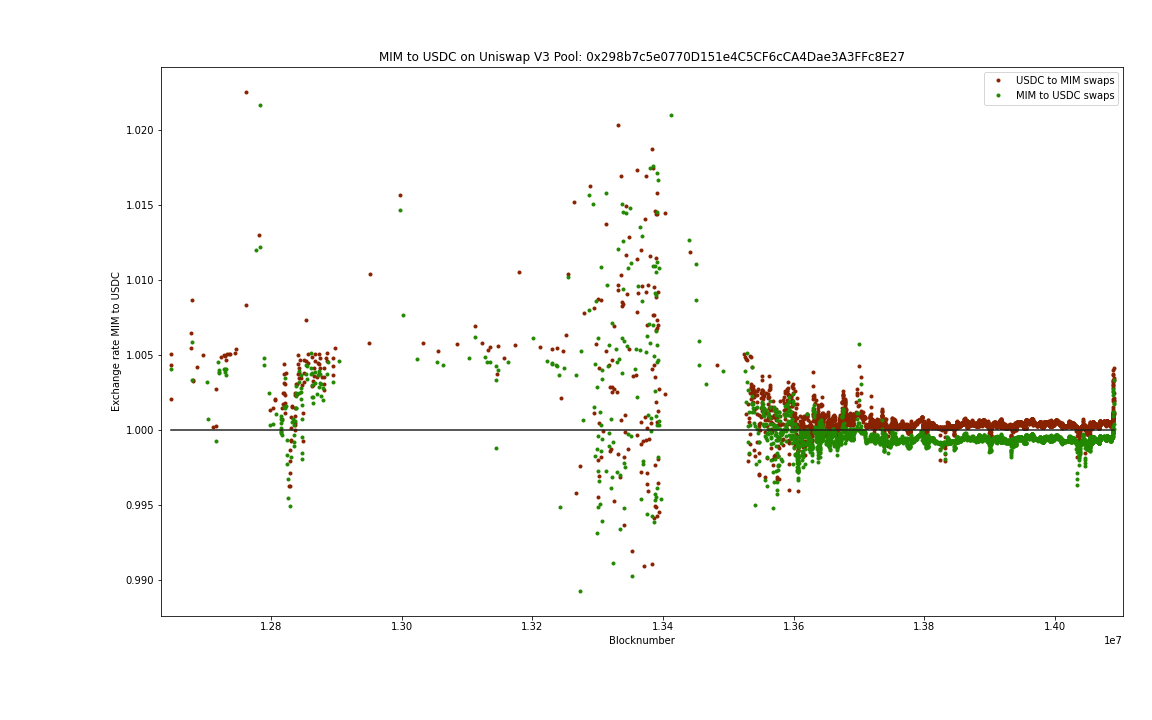 MIM to USDC on Uniswap V3 Pool: 0x298b7c5e0770D151e4C5CF6cCA4Dae3A3FFc8E27
USDC to MIM swaps
MIM to USDC swaps
Exchange rate MIM to USDC
1.020
1.015
1.010
1.005
1.000
0.995
0.990
1.28 1.30 1.32 1.34 1.36 1.38 1.40
Blocknumber
1e7